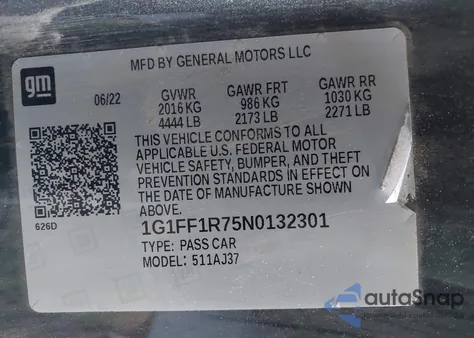 MFD BY GENERAL MOTORS LLC
gm
06/22 GVWR GAWR FRT GAWR RR
2016 KG 986 KG 1030 KG
4444 LB 2173 LB 2271 LB
THIS VEHICLE CONFORMS TO ALL
APPLICABLE U.S. FEDERAL MOTOR
VEHICLE SAFETY, BUMPER, AND THEFT
PREVENTION STANDARDS IN EFFECT ON
THE DATE OF MANUFACTURE SHOWN
ABOVE.
626D
1G1FF1R75N0132301
TYPE: PASS CAR
MODEL: 511AJ37
autoSnap